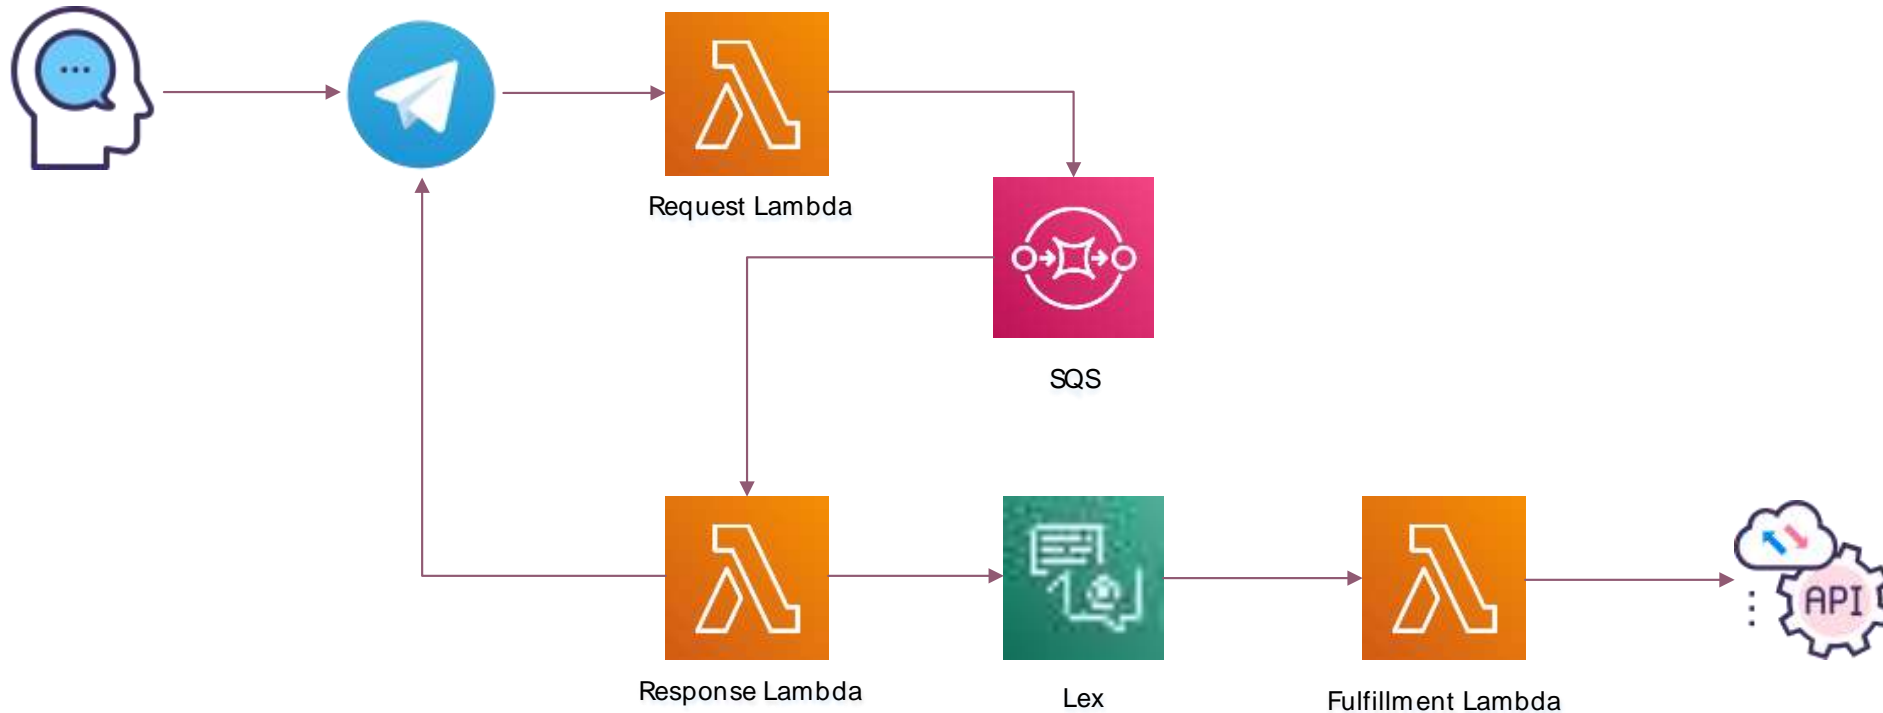 Request Lambda
SQS
API
Response Lambda
Lex
Fulfillment Lambda